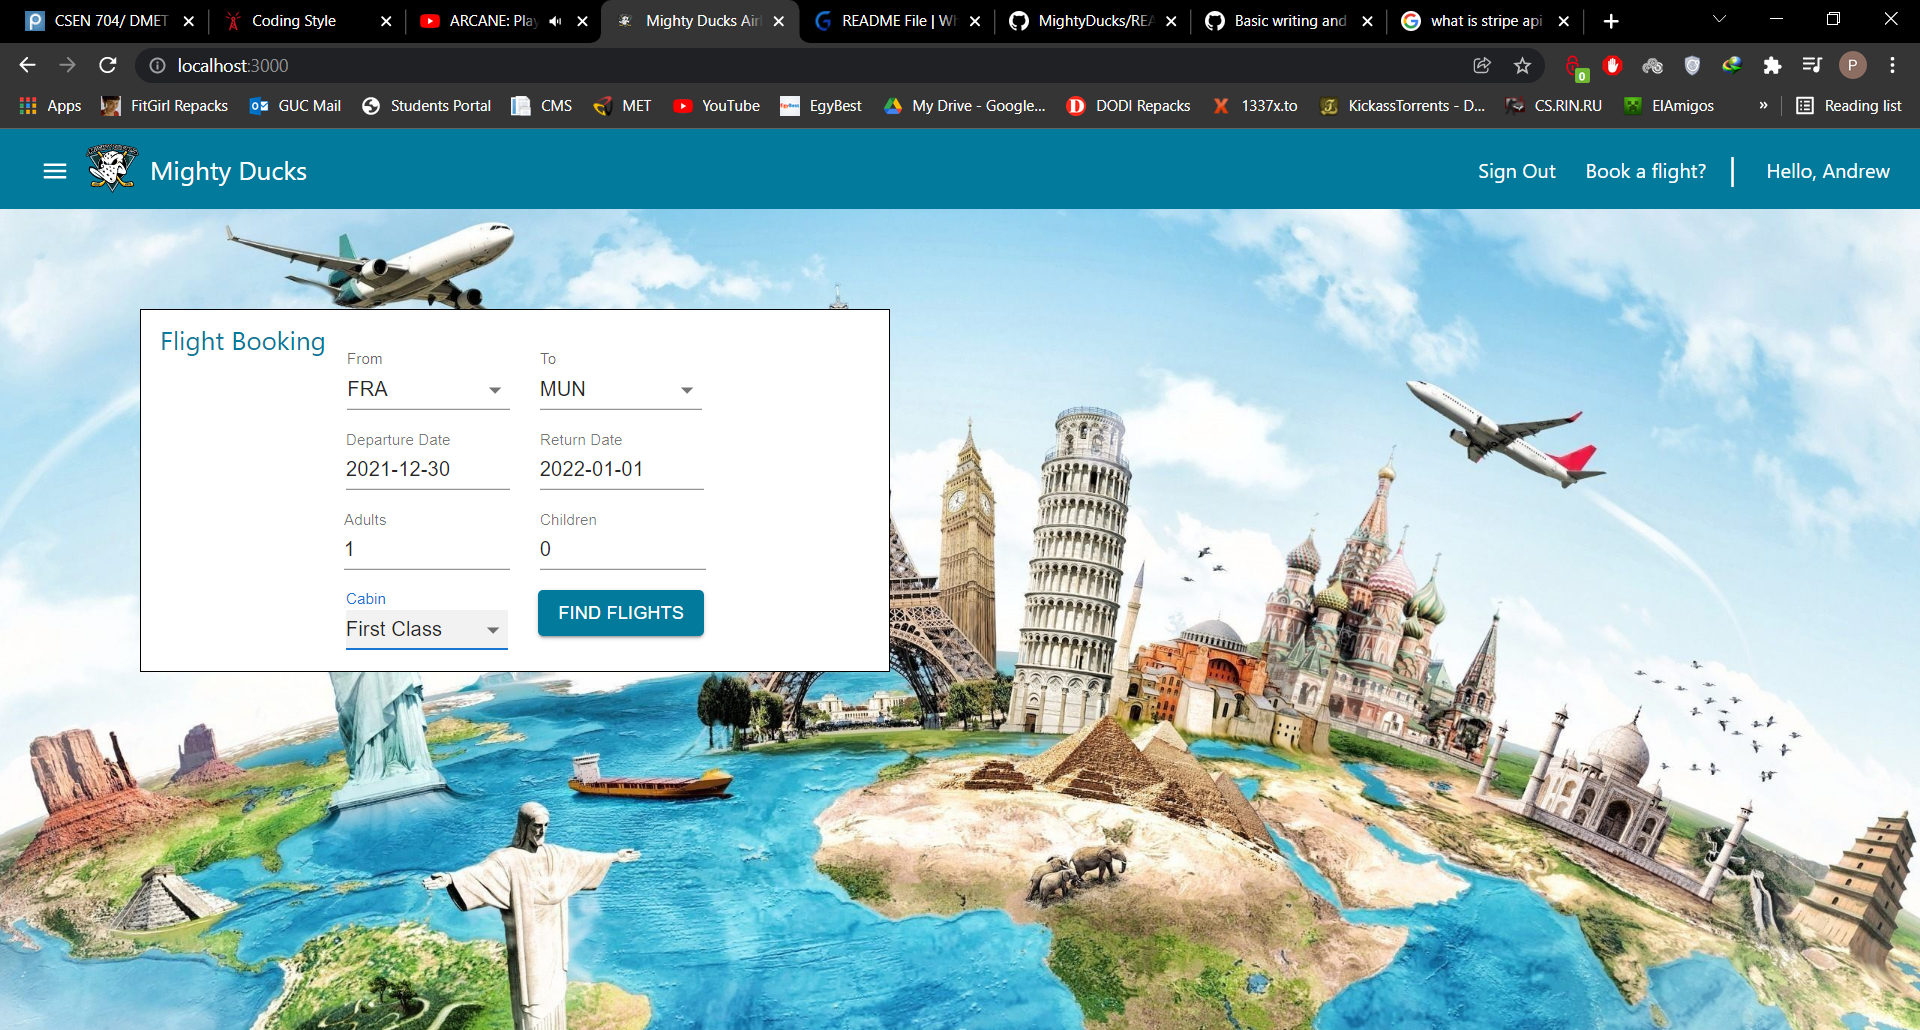 CSEN 704/ DMET
Coding Style
ARCANE: Play
Mighty Ducks Airl
README File | Wh
MightyDucks/REA
Basic writing and
what is stripe api
localhost:3000
0
P
Apps
FitGirl Repacks
GUC Mail
Students Portal
CMS
MET
YouTube
EgyBest
My Drive - Google...
DODI Repacks
1337x.to
KickassTorrents - D...
CS.RIN.RU
ElAmigos
»
Reading list
Mighty Ducks
Sign Out
Book a flight?
Hello, Andrew
Flight Booking
From
To
FRA
MUN
Departure Date
Return Date
2021-12-30
2022-01-01
Adults
Children
1
0
Cabin
First Class
FIND FLIGHTS